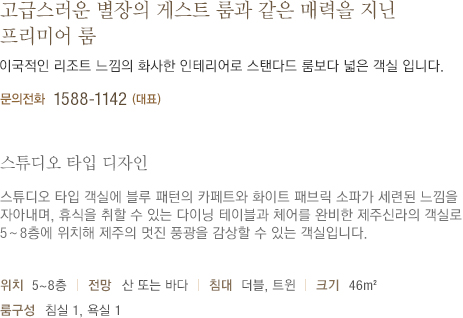 고급스러운 별장의 게스트 룸과 같은 매력을 지닌
프리미어 룸
이국적인 리조트 느낌의 화사한 인테리어로 스탠다드 룸보다 넓은 객실 입니다.
문의전화 1588-1142 (대표)
스튜디오 타입 디자인
스튜디오 타입 객실에 블루 패턴의 카페트와 화이트 패브릭 소파가 세련된 느낌을
자아내며, 휴식을 취할 수 있는 다이닝 테이블과 체어를 완비한 제주신라의 객실로
5~8층에 위치해 제주의 멋진 풍광을 감상할 수 있는 객실입니다.
위치 5~8층 | 전망 산 또는 바다 | 침대 더블, 트윈 | 크기 46m²
룸구성 침실 1, 욕실 1